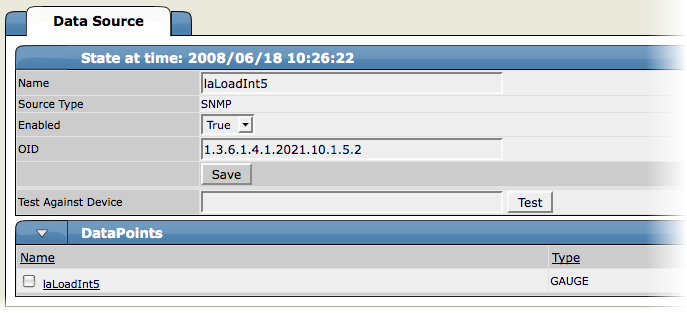 Data Source
State at time: 2008/06/18 10:26:22
Name laLoadInt5
Source Type SNMP
Enabled True
OID 1.3.6.1.4.1.2021.10.1.5.2
Save
Test Against Device Test
DataPoints
Name Type
laLoadInt5 GAUGE